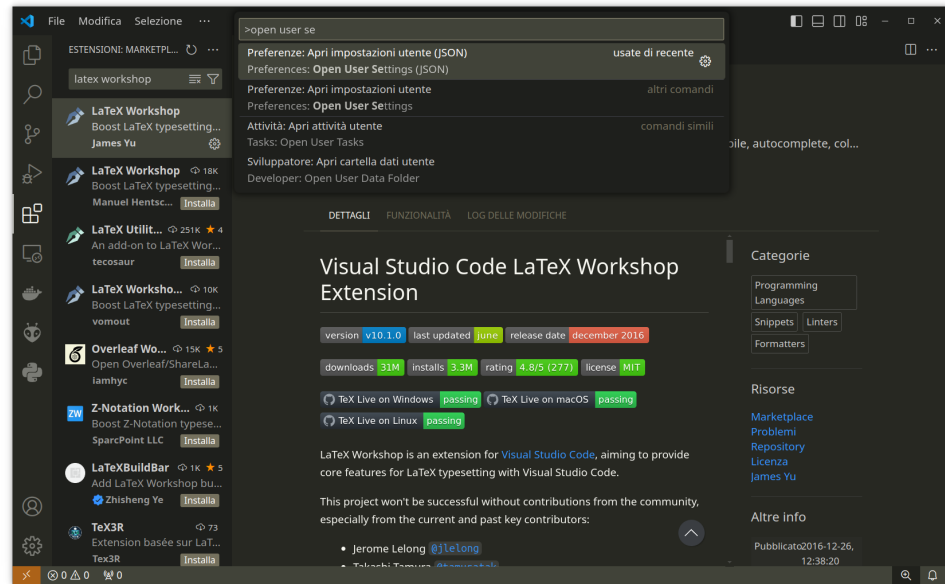 File Modifica Selezione ···
>open user se
Preferenze: Apri impostazioni utente (JSON) usate di recente
Preferences: Open User Settings (JSON)
Preferenze: Apri impostazioni utente altri comandi
Preferences: Open User Settings
Attività: Apri attività utente comandi simili
Tasks: Open User Tasks
Sviluppatore: Apri cartella dati utente
Developer: Open User Data Folder
ESTENSIONI: MARKETPL... ···
latex workshop
LaTeX Workshop
Boost LaTeX typesetting...
James Yu
LaTeX Workshop 18K
Boost LaTeX typesetting...
Manuel Hentsc... Installa
LaTeX Utilit... 251K ★ 4
An add-on to LaTeX Wor...
tecosaur Installa
LaTeX Worksho... 10K
Boost LaTeX typesetting...
vomout Installa
Overleaf Wo... 15K ★ 5
Open Overleaf/ShareLa...
iamhyc Installa
ZW Z-Notation Work... 1K
Boost Z-Notation typese...
SparcPoint LLC Installa
LaTeXBuildBar 1K ★ 5
Add LaTeX Workshop bu...
Zhisheng Ye Installa
TeX3R 73
Extension basée sur LaT...
Tex3R Installa
bile, autocomplete, col...
DETTAGLI FUNZIONALITÀ LOG DELLE MODIFICHE
Visual Studio Code LaTeX Workshop
Extension
version v10.1.0 last updated june release date december 2016
downloads 31M installs 3.3M rating 4.8/5 (277) license MIT
TeX Live on Windows passing TeX Live on macOS passing
TeX Live on Linux passing
LaTeX Workshop is an extension for Visual Studio Code, aiming to provide
core features for LaTeX typesetting with Visual Studio Code.
This project won't be successful without contributions from the community,
especially from the current and past key contributors:
• Jerome Lelong @jlelong
• Takashi Tamura @tamuratak
Categorie
Programming
Languages
Snippets Linters
Formatters
Risorse
Marketplace
Problemi
Repository
Licenza
James Yu
Altre info
Pubblicato2016-12-26,
12:38:20
0 0 0